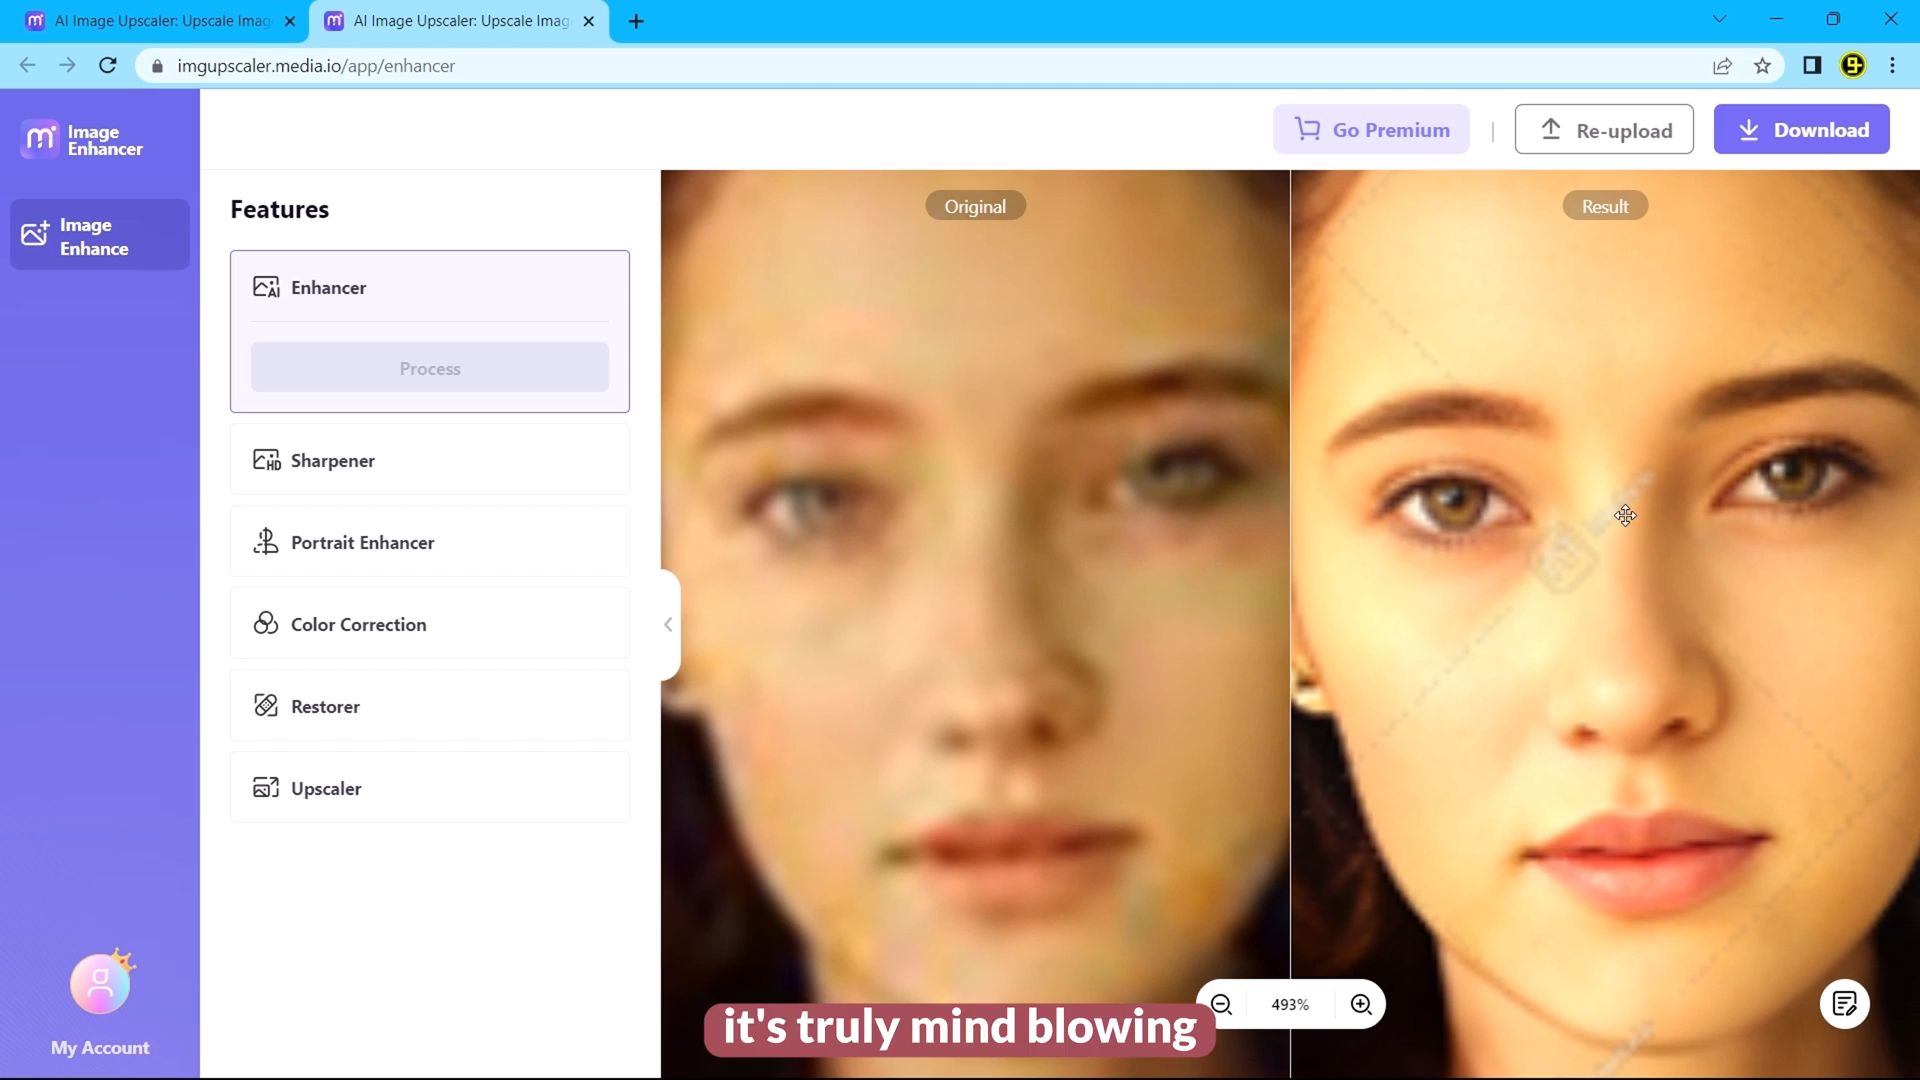 AI Image Upscaler: Upscale Imag
AI Image Upscaler: Upscale Imag
imgupscaler.media.io/app/enhancer
Image
Enhancer
Go Premium
Re-upload
Download
Image
Enhance
Features
Enhancer
Process
Sharpener
Portrait Enhancer
Color Correction
Restorer
Upscaler
Original
Result
493%
it's truly mind blowing
My Account